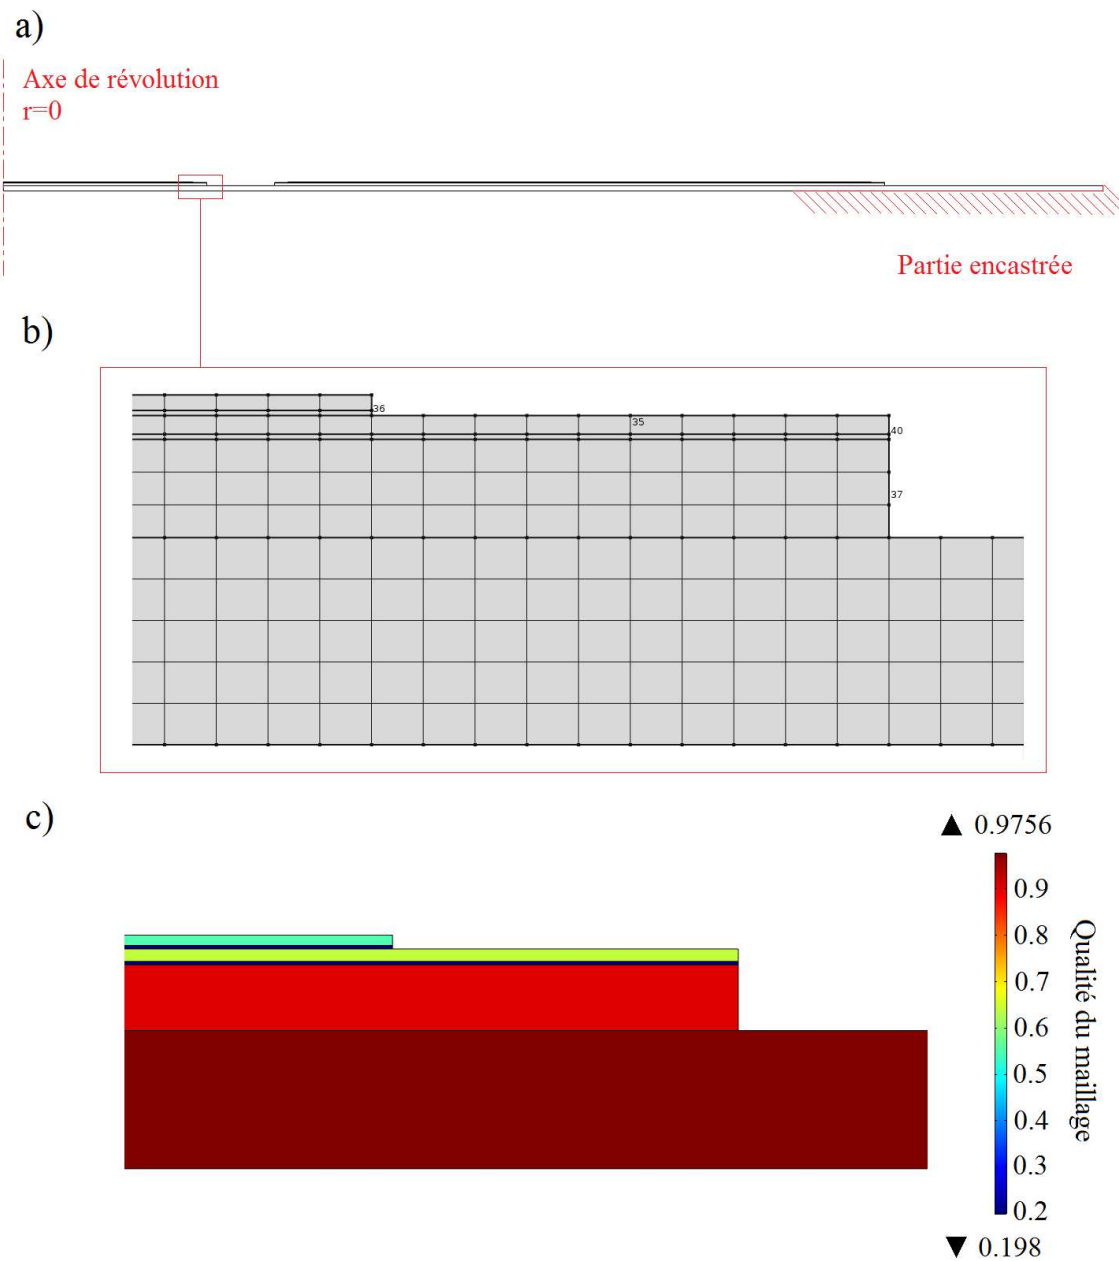 a)
Axe de révolution
r=0
Partie encastrée
b)
36
35
40
37
c)
0.9756
0.9
0.8
0.7
0.6
0.5
0.4
0.3
0.2
0.198
Qualité du maillage